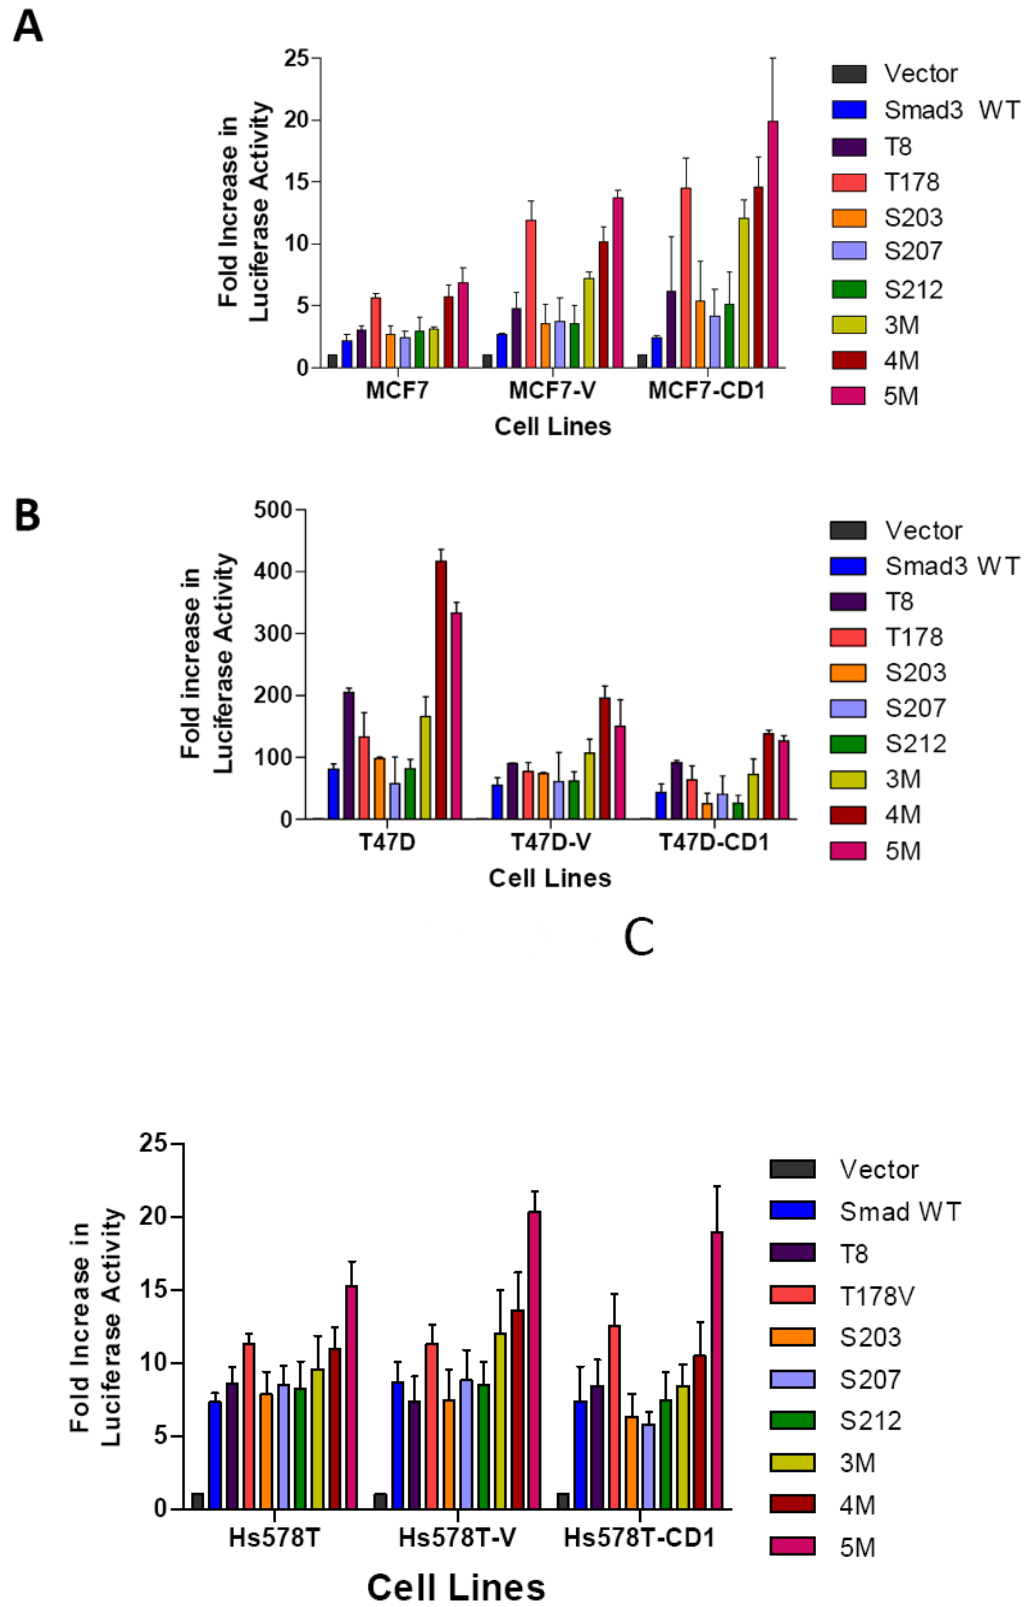 A
Fold Increase in
Luciferase Activity
25
20
15
10
5
0
MCF7 MCF7-V MCF7-CD1
Cell Lines
Vector
Smad3 WT
T8
T178
S203
S207
S212
3M
4M
5M
B
Fold increase in
Luciferase Activity
500
400
300
200
100
0
T47D T47D-V T47D-CD1
Cell Lines
Vector
Smad3 WT
T8
T178
S203
S207
S212
3M
4M
5M
C
Fold Increase in
Luciferase Activity
25
20
15
10
5
0
Hs578T Hs578T-V Hs578T-CD1
Cell Lines
Vector
Smad WT
T8
T178V
S203
S207
S212
3M
4M
5M